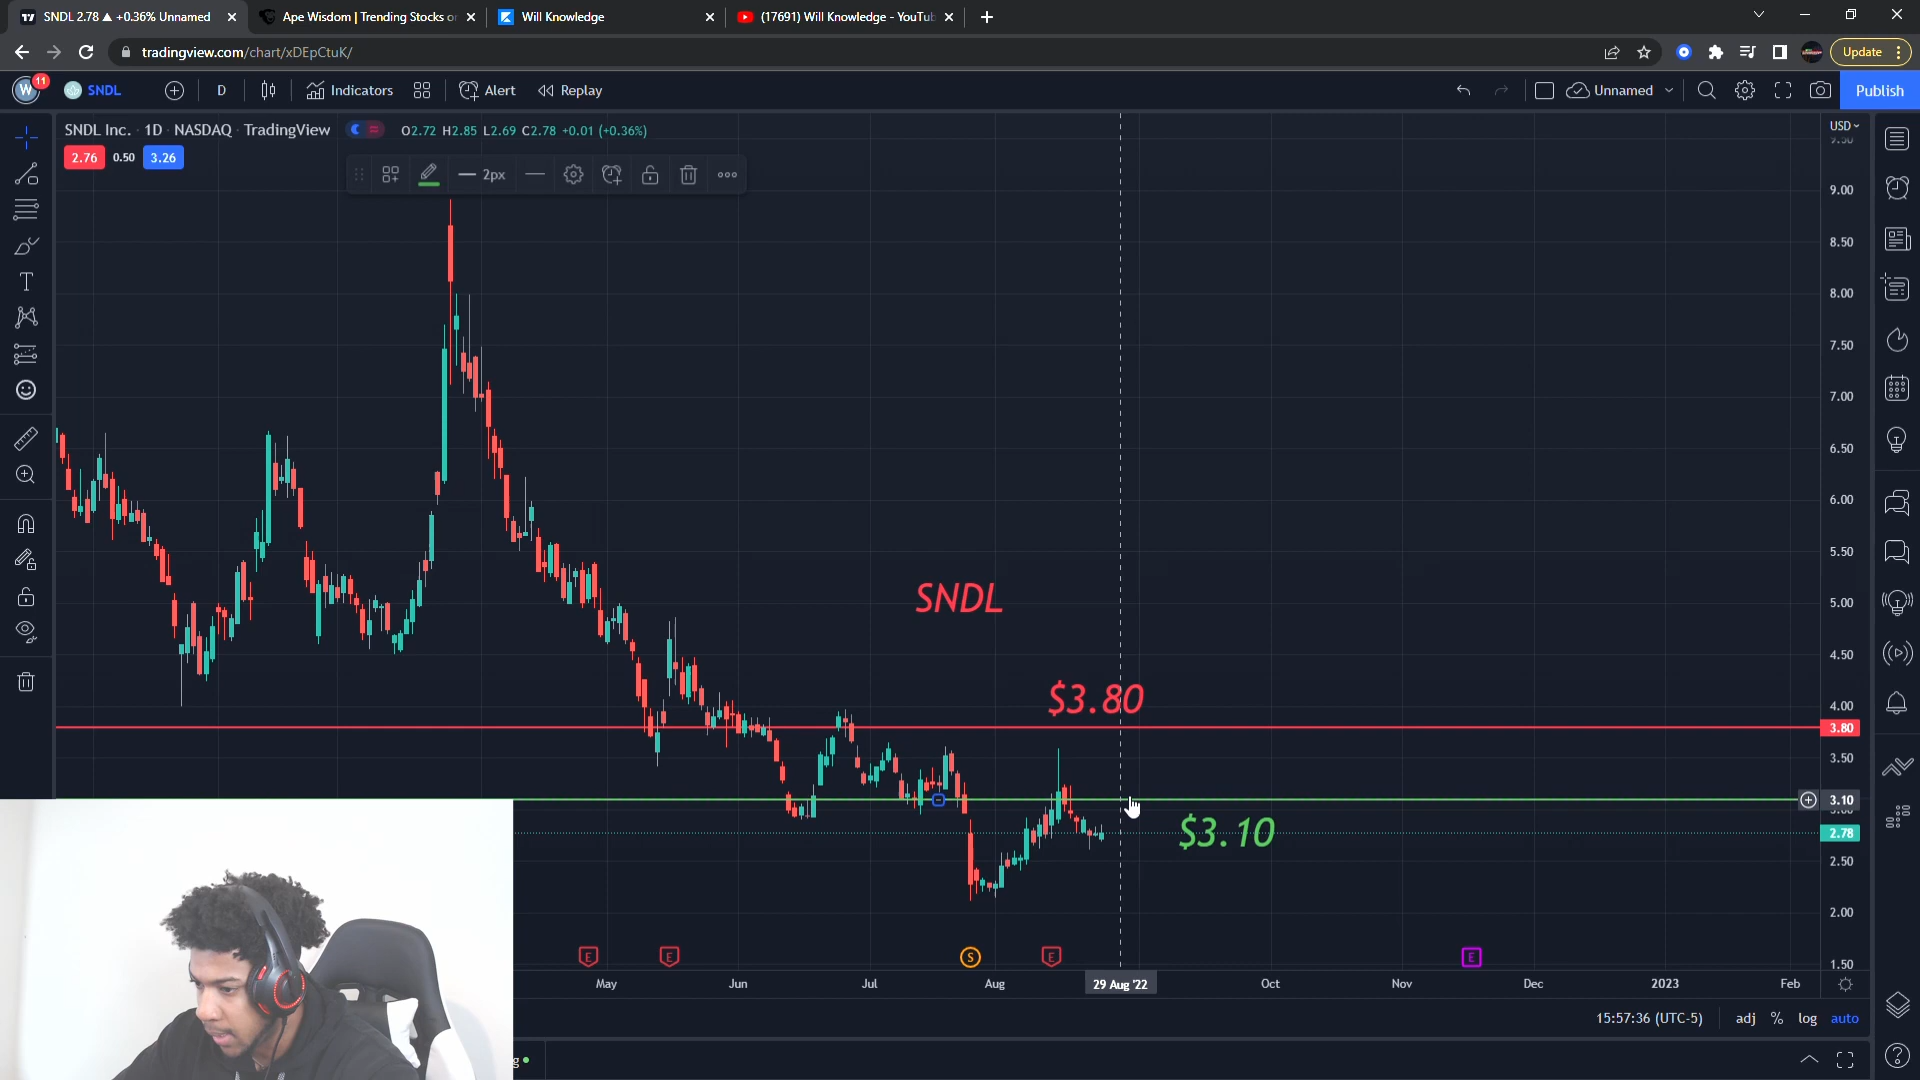 SNDL 2.78 ▲ +0.36% Unnamed
Ape Wisdom | Trending Stocks or
Will Knowledge
(17691) Will Knowledge - YouTub
tradingview.com/chart/xDEpCtuK/
Update
W
11
SNDL
D
Indicators
Alert
Replay
Unnamed
Publish
SNDL Inc. · 1D · NASDAQ · TradingView
O2.72 H2.85 L2.69 C2.78 +0.01 (+0.36%)
USD
2.76
0.50
3.26
2px
9.50
9.00
8.50
8.00
7.50
7.00
6.50
6.00
5.50
5.00
4.50
4.00
3.80
3.50
3.10
3.00
2.78
2.50
2.00
1.50
SNDL
$3.80
$3.10
E
E
S
E
E
May
Jun
Jul
Aug
29 Aug '22
Oct
Nov
Dec
2023
Feb
15:57:36 (UTC-5)
adj
%
log
auto
g